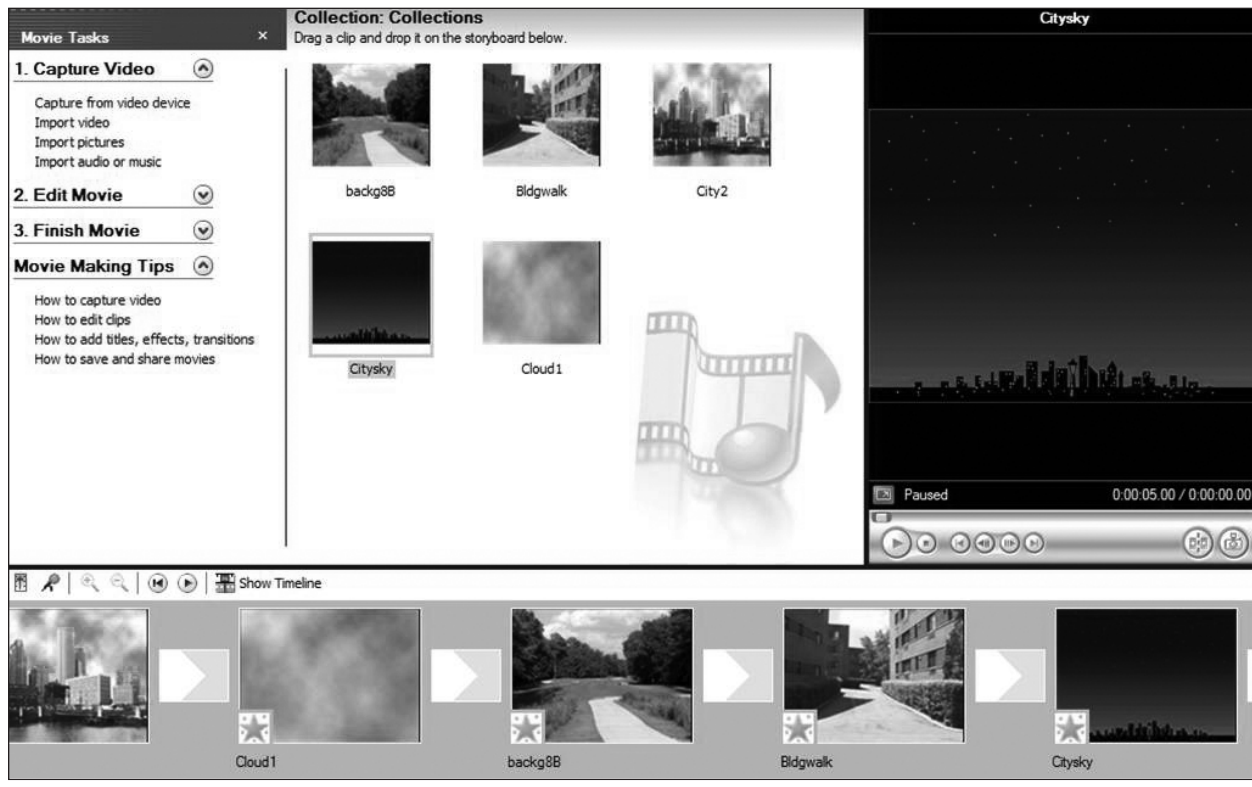 Movie Tasks ×
1. Capture Video
Capture from video device
Import video
Import pictures
Import audio or music
2. Edit Movie
3. Finish Movie
Movie Making Tips
How to capture video
How to edit clips
How to add titles, effects, transitions
How to save and share movies
Collection: Collections
Drag a clip and drop it on the storyboard below.
backg8B
Bldgwalk
City2
Citysky
Cloud1
Citysky
Paused
0:00:05.00 / 0:00:00.00
Show Timeline
Cloud1
backg8B
Bldgwalk
Citysky